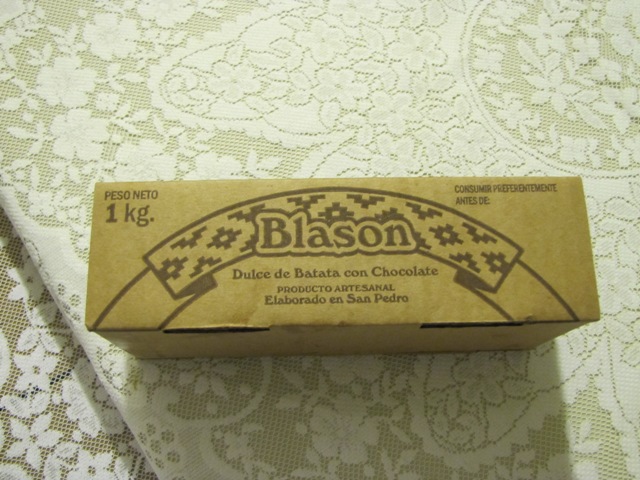 PESO NETO
1 kg.
CONSUMIR PREFERENTEMENTE
ANTES DE:
Blason
Dulce de Batata con Chocolate
PRODUCTO ARTESANAL
Elaborado en San Pedro